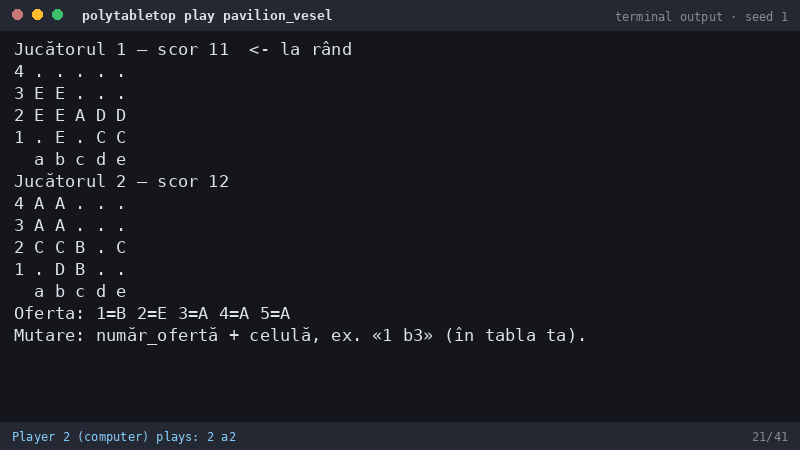 polytabletop play pavilion_vesel
terminal output · seed 1
Jucătorul 1 — scor 11  <- la rând
4 . . . . .
3 E E . . .
2 E E A D D
1 . E . C C
  a b c d e
Jucătorul 2 — scor 12
4 A A . . .
3 A A . . .
2 C C B . C
1 . D B . .
  a b c d e
Oferta: 1=B 2=E 3=A 4=A 5=A
Mutare: număr_ofertă + celulă, ex. «1 b3» (în tabla ta).
Player 2 (computer) plays: 2 a2
21/41